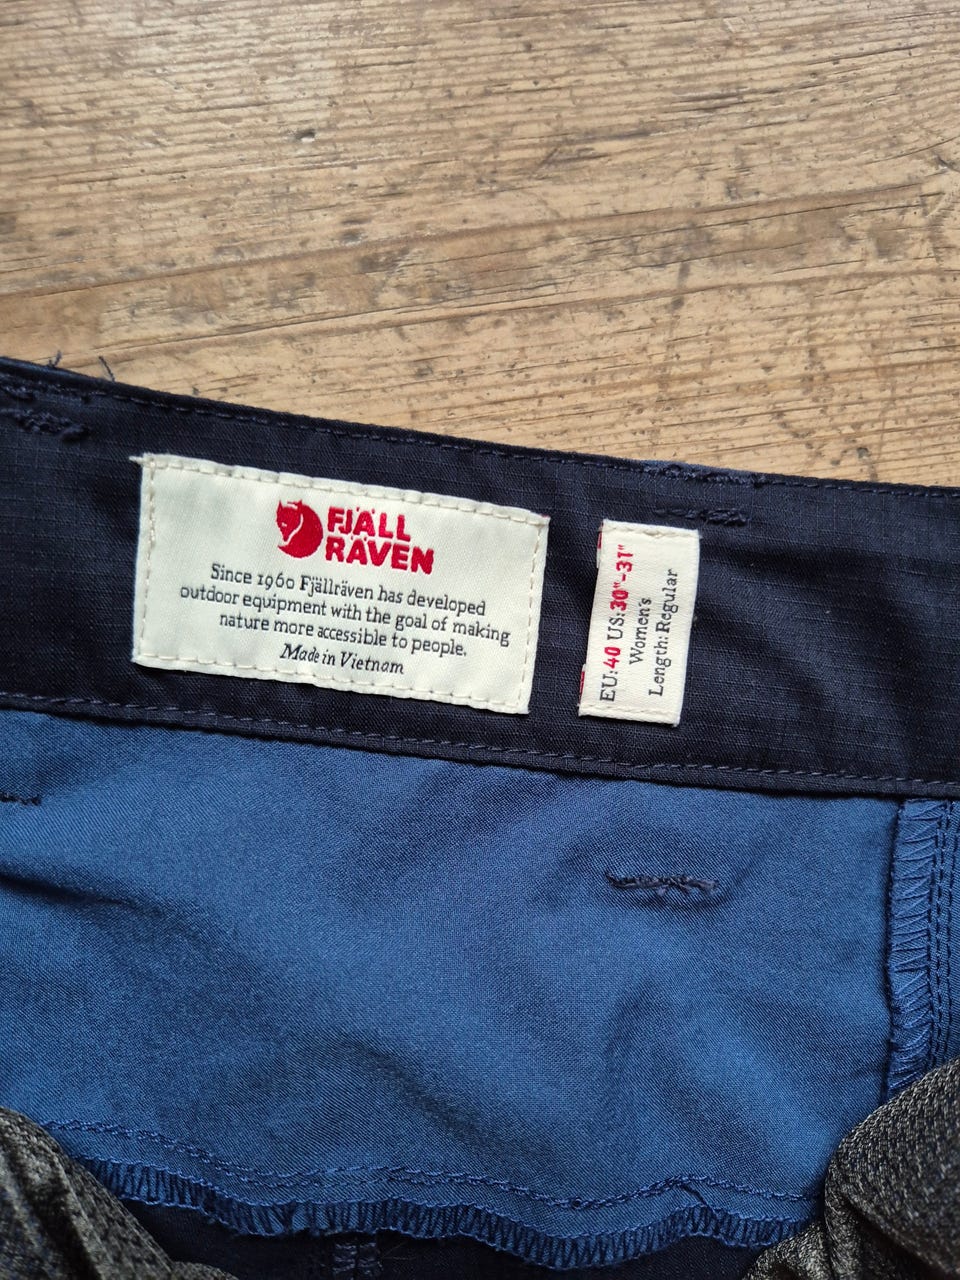 FJÄLL
RÄVEN
Since 1960 Fjällräven has developed
outdoor equipment with the goal of making
nature more accessible to people.
Made in Vietnam
EU:40 US:30"-31"
Women's
Length: Regular